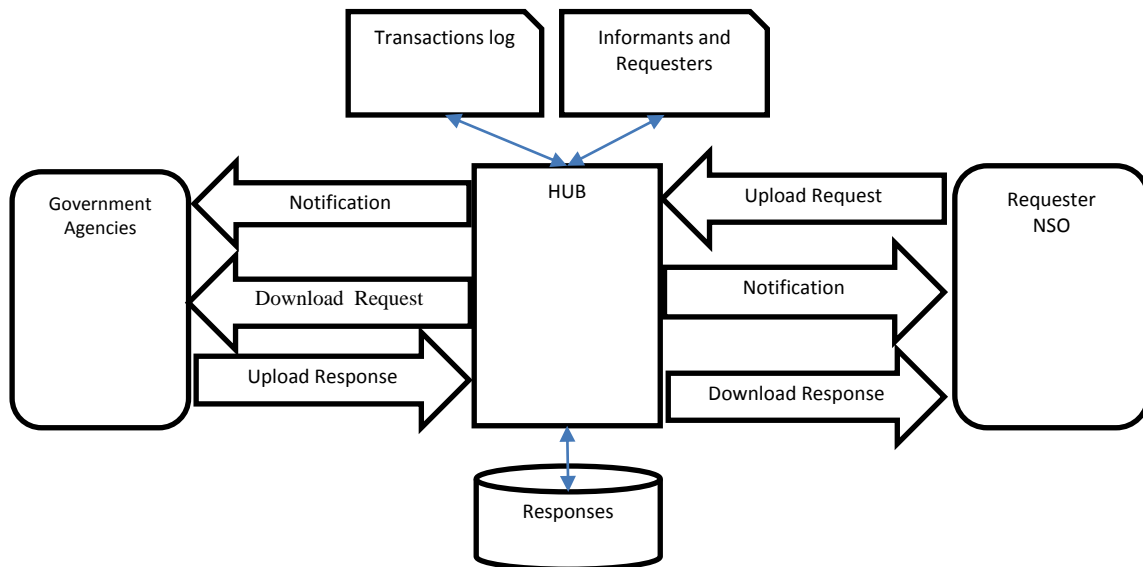 Transactions log
Informants and
Requesters
Government
Agencies
Notification
Download  Request
Upload Response
HUB
Upload Request
Notification
Download Response
Requester
NSO
Responses